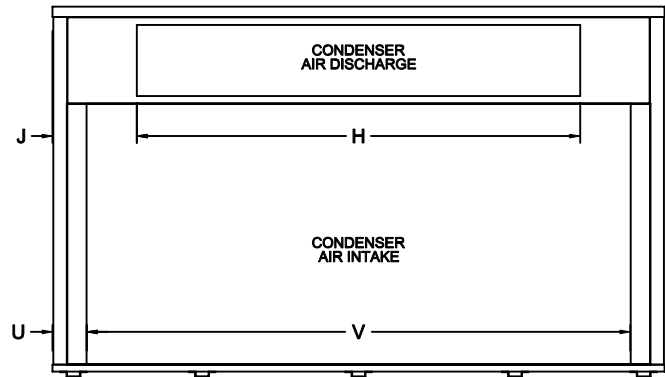 CONDENSER
AIR DISCHARGE
J
H
CONDENSER
AIR INTAKE
U
V